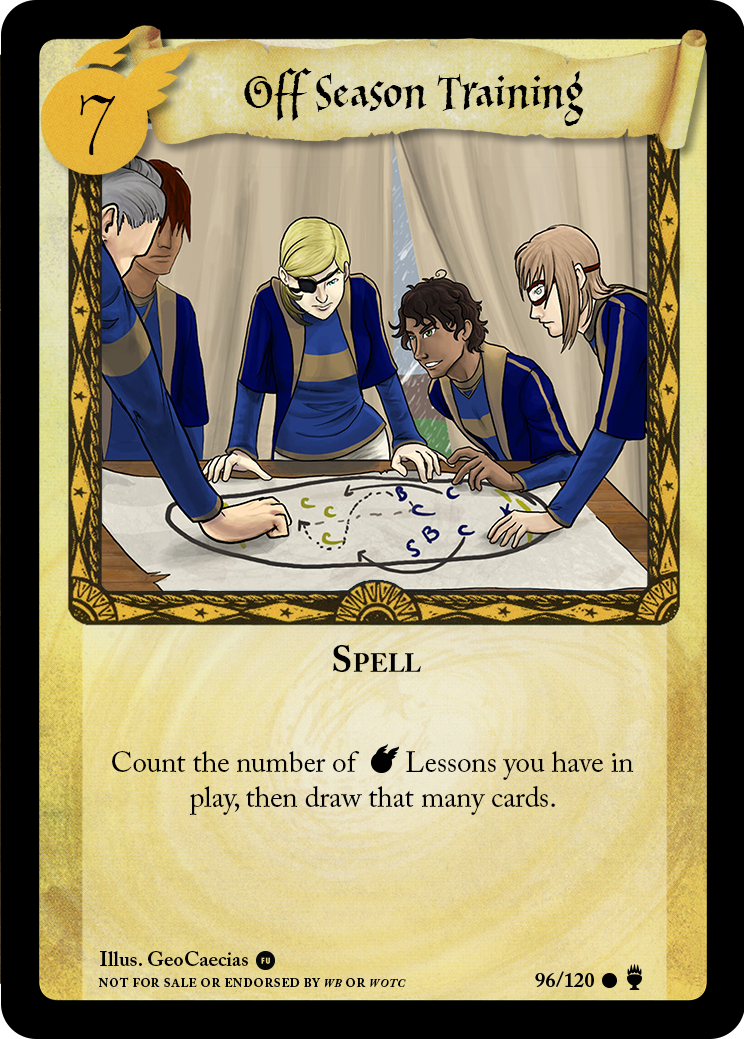 7
Off Season Training
C C B C
C K
C S B C
SPELL
Count the number of Lessons you have in
play, then draw that many cards.
Illus. GeoCaecias FU
NOT FOR SALE OR ENDORSED BY WB OR WOTC
96/120